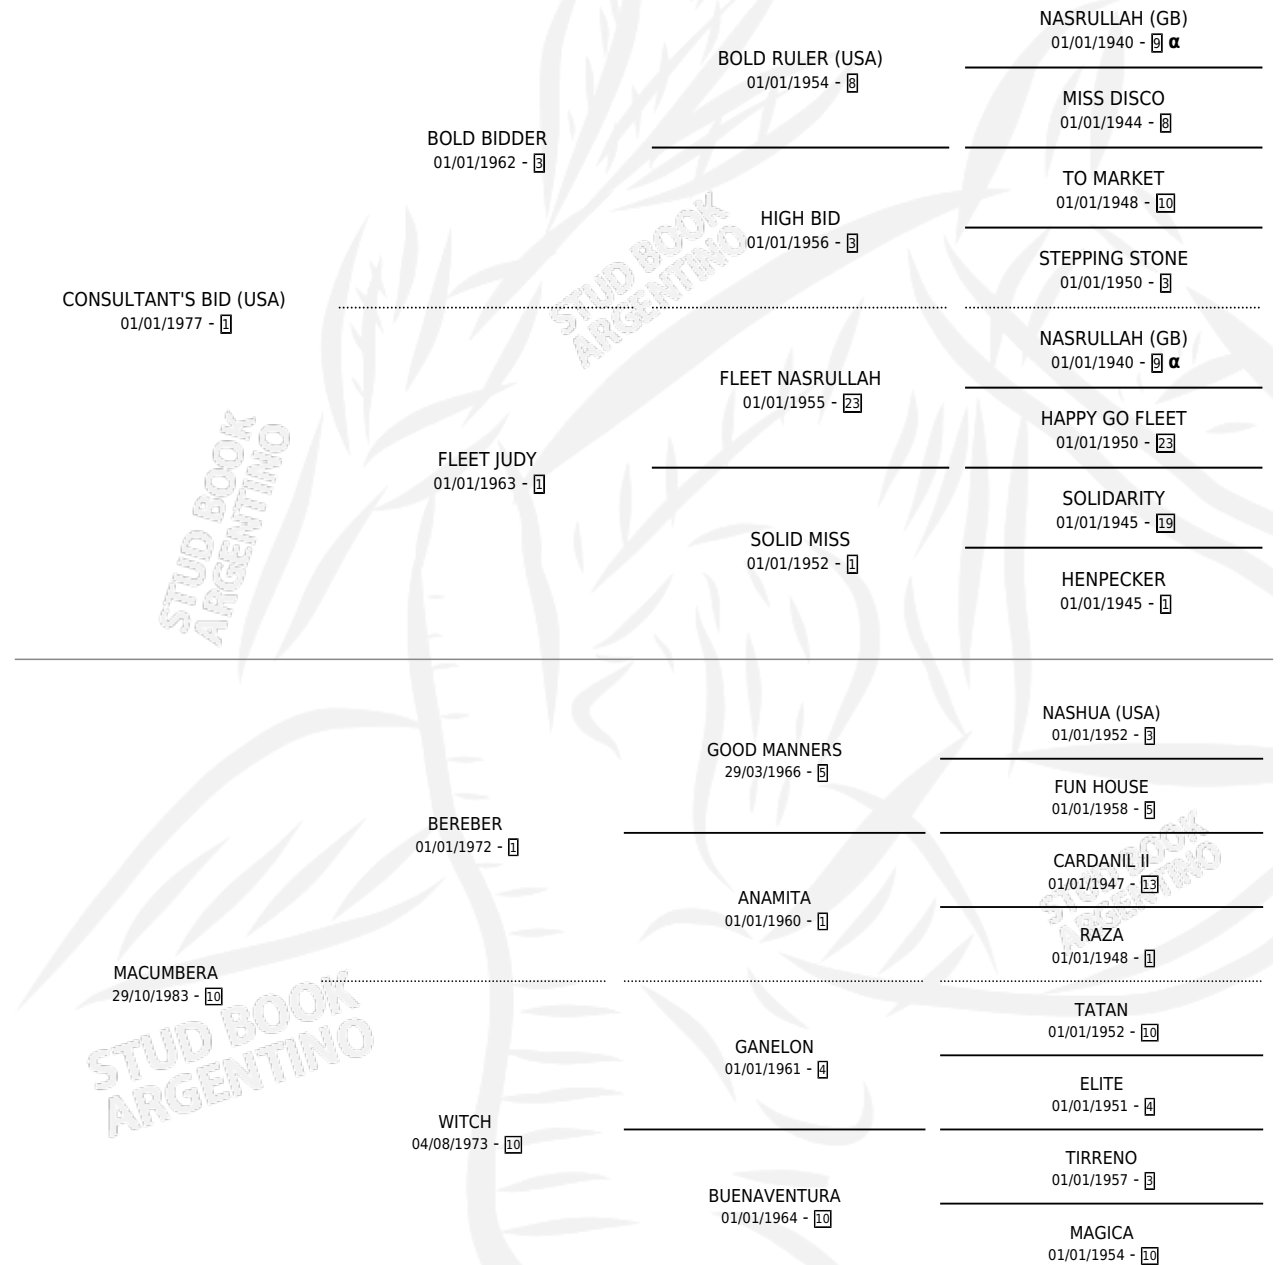 NASRULLAH (GB)
01/01/1940 - 9 α
BOLD RULER (USA)
01/01/1954 - 8
MISS DISCO
01/01/1944 - 8
BOLD BIDDER
01/01/1962 - 3
TO MARKET
01/01/1948 - 10
HIGH BID
01/01/1956 - 3
STEPPING STONE
01/01/1950 - 3
CONSULTANT'S BID (USA)
01/01/1977 - 1
NASRULLAH (GB)
01/01/1940 - 9 α
FLEET NASRULLAH
01/01/1955 - 23
HAPPY GO FLEET
01/01/1950 - 23
FLEET JUDY
01/01/1963 - 1
SOLIDARITY
01/01/1945 - 19
SOLID MISS
01/01/1952 - 1
HENPECKER
01/01/1945 - 1
NASHUA (USA)
01/01/1952 - 3
GOOD MANNERS
29/03/1966 - 5
FUN HOUSE
01/01/1958 - 5
BEREBER
01/01/1972 - 1
CARDANIL II
01/01/1947 - 13
ANAMITA
01/01/1960 - 1
RAZA
01/01/1948 - 1
MACUMBERA
29/10/1983 - 10
TATAN
01/01/1952 - 10
GANELON
01/01/1961 - 4
ELITE
01/01/1951 - 4
WITCH
04/08/1973 - 10
TIRRENO
01/01/1957 - 3
BUENAVENTURA
01/01/1964 - 10
MAGICA
01/01/1954 - 10
STUD BOOK
ARGENTINO
STUD BOOK
ARGENTINO
STUD BOOK
ARGENTINO
STUD BOOK
ARGENTINO